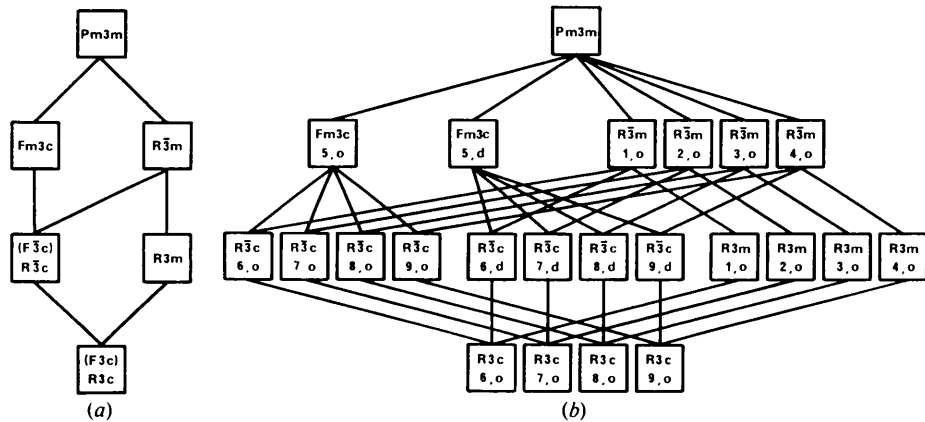 Pm3m
Fm3c
R3̄m
(F3̄c)
R3̄c
R3m
(F3c)
R3c
(a)
Pm3m
Fm3c
5,o
Fm3c
5,d
R3̄m
1,o
R3̄m
2,o
R3̄m
3,o
R3̄m
4,o
R3̄c
6,o
R3̄c
7 o
R3̄c
8,o
R3̄c
9,o
R3̄c
6,d
R3̄c
7,d
R3̄c
8,d
R3̄c
9,d
R3m
1,o
R3m
2,o
R3m
3,o
R3m
4,o
R3c
6,o
R3c
7,o
R3c
8,o
R3c
9,o
(b)